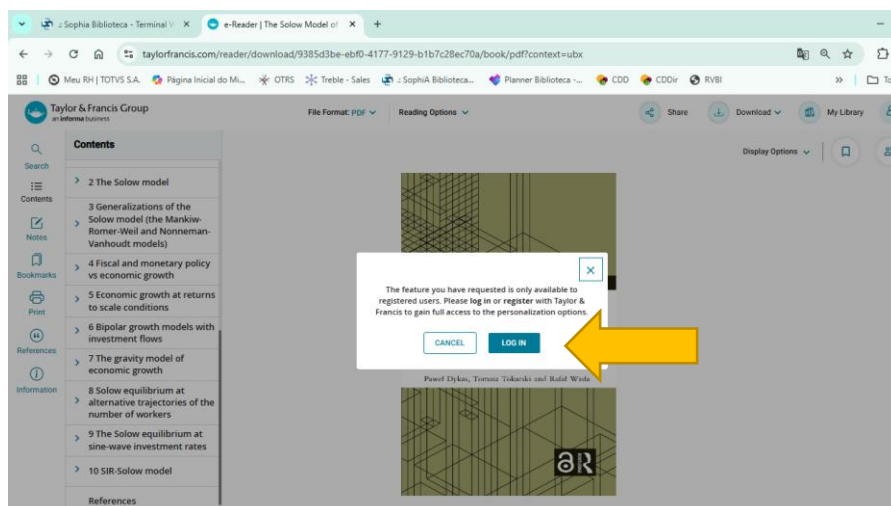 .: Sophia Biblioteca - Terminal V
e-Reader | The Solow Model of
taylorfrancis.com/reader/download/9385d3be-ebf0-4177-9129-b1b7c28ec70a/book/pdf?context=ubx
Meu RH | TOTVS S.A.
Página Inicial do Mi...
OTRS
Treble - Sales
.: SophiA Biblioteca...
Planner Biblioteca -...
CDD
CDDir
RVBI
»
To
Taylor & Francis Group
an informa business
File Format: PDF
Reading Options
Share
Download
My Library
Search
Contents
Notes
Bookmarks
Print
References
Information
Contents
2 The Solow model
3 Generalizations of the
Solow model (the Mankiw-
Romer-Weil and Nonneman-
Vanhoudt models)
4 Fiscal and monetary policy
vs economic growth
5 Economic growth at returns
to scale conditions
6 Bipolar growth models with
investment flows
7 The gravity model of
economic growth
8 Solow equilibrium at
alternative trajectories of the
number of workers
9 The Solow equilibrium at
sine-wave investment rates
10 SIR-Solow model
References
Display Options
The feature you have requested is only available to
registered users. Please log in or register with Taylor &
Francis to gain full access to the personalization options.
CANCEL
LOG IN
Paweł Dykas, Tomasz Tokarski and Rafał Wisła